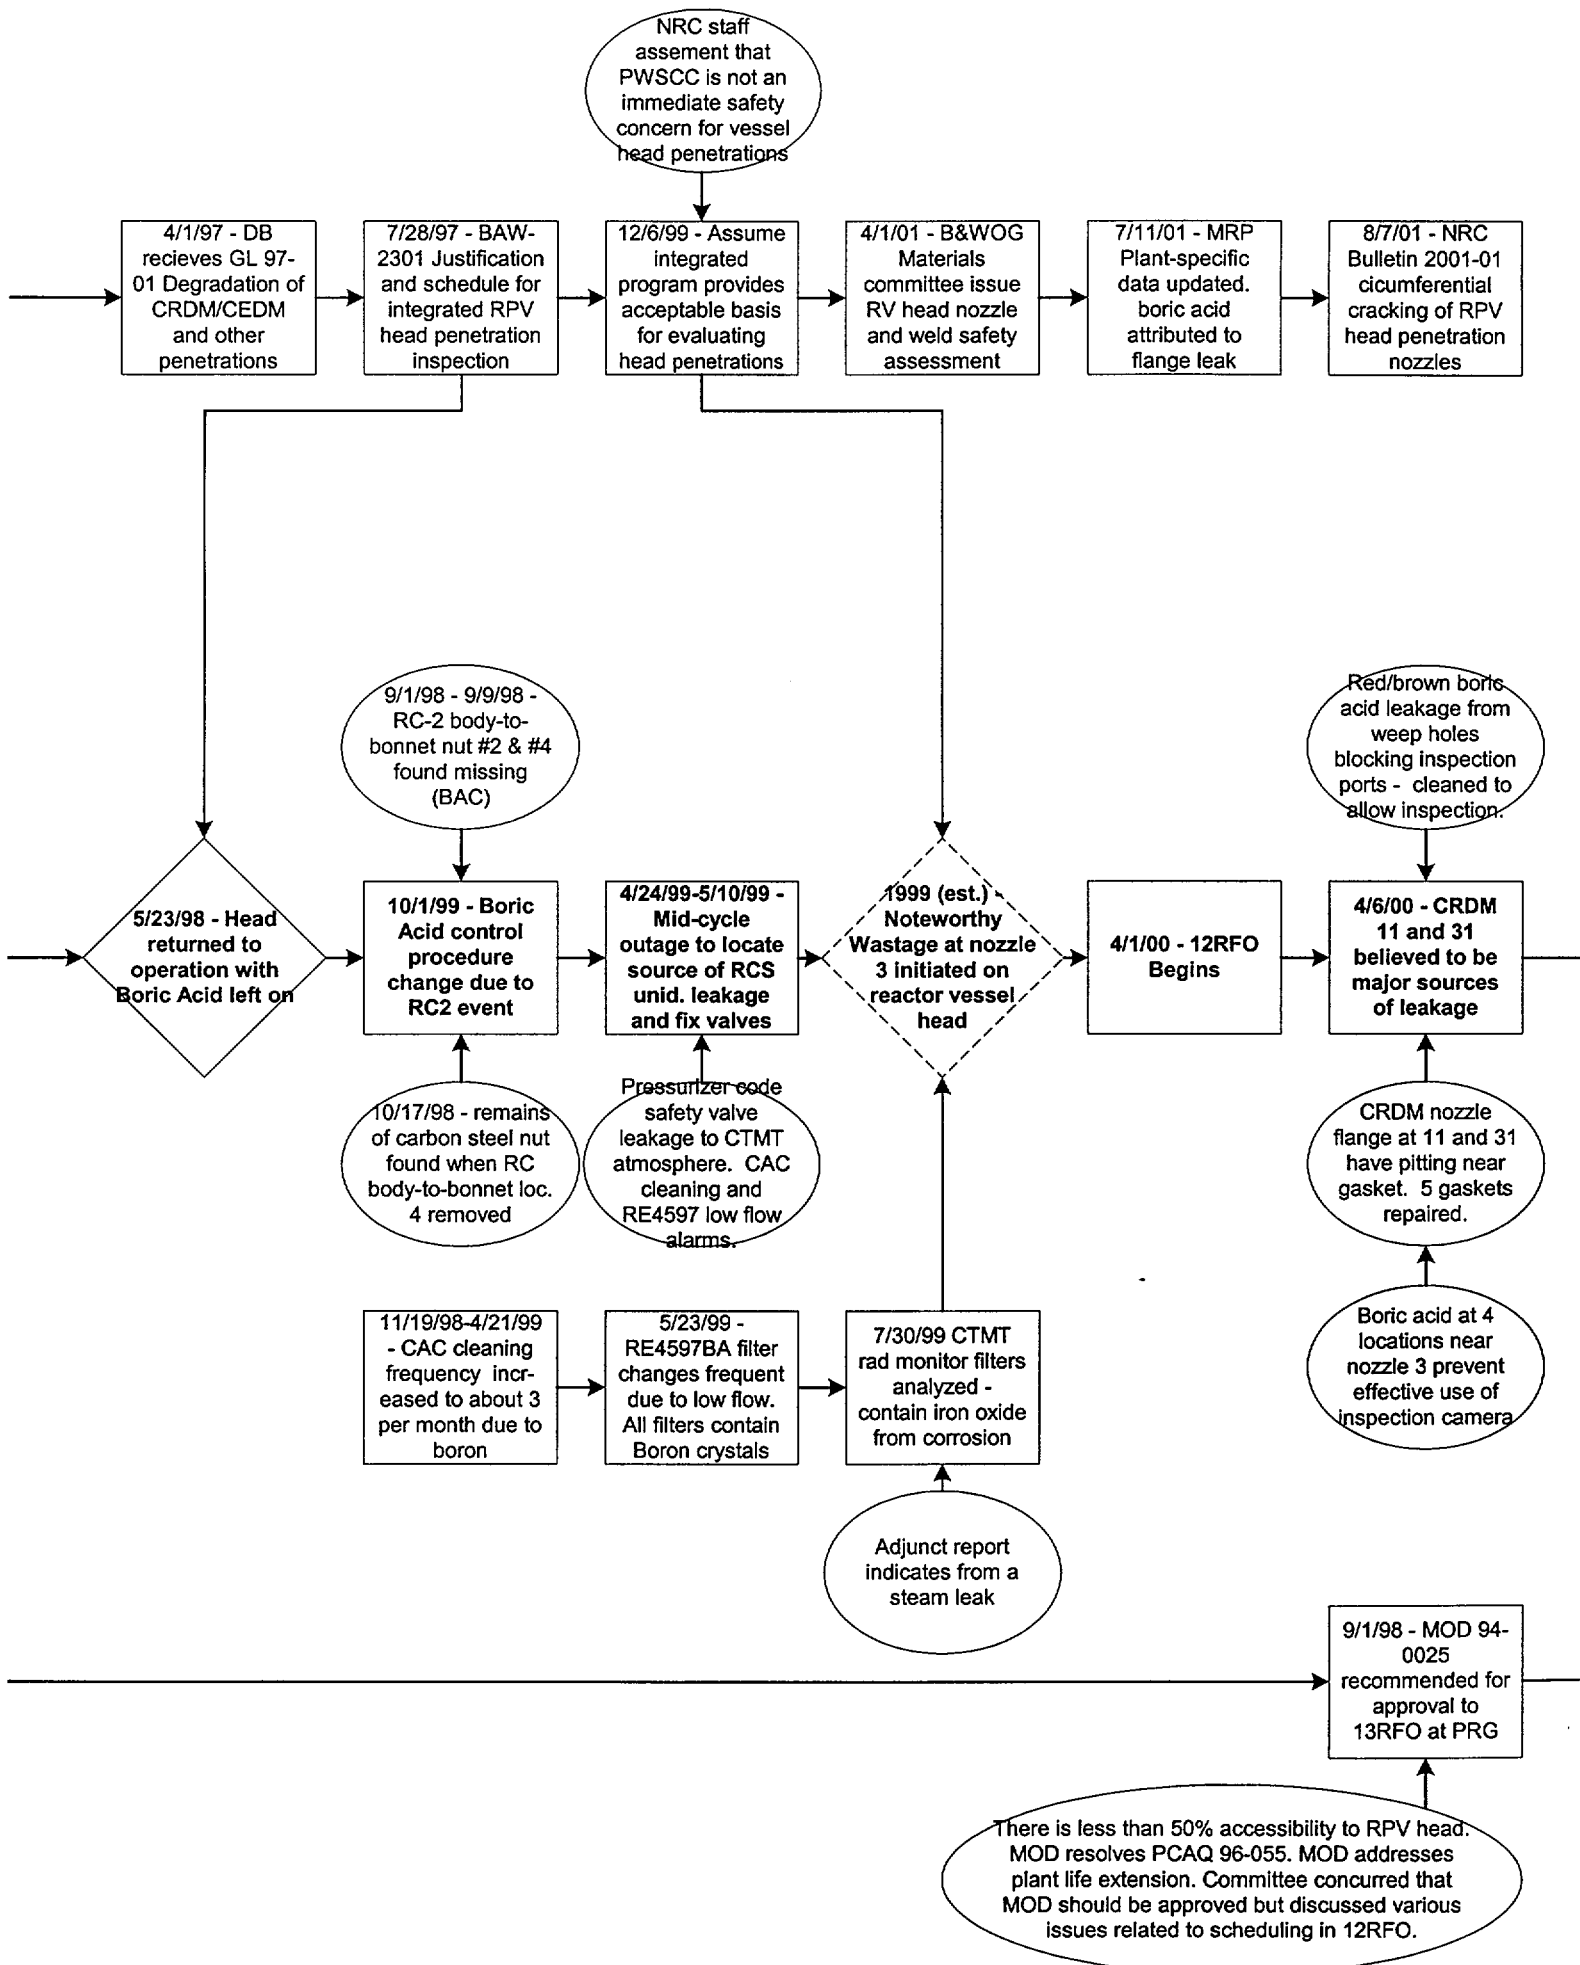 NRC staff
assement that
PWSCC is not an
immediate safety
concern for vessel
head penetrations
4/1/97 - DB
recieves GL 97-
01 Degradation of
CRDM/CEDM
and other
penetrations
7/28/97 - BAW-
2301 Justification
and schedule for
integrated RPV
head penetration
inspection
12/6/99 - Assume
integrated
program provides
acceptable basis
for evaluating
head penetrations
4/1/01 - B&WOG
Materials
committee issue
RV head nozzle
and weld safety
assessment
7/11/01 - MRP
Plant-specific
data updated.
boric acid
attributed to
flange leak
8/7/01 - NRC
Bulletin 2001-01
cicumferential
cracking of RPV
head penetration
nozzles
9/1/98 - 9/9/98 -
RC-2 body-to-
bonnet nut #2 & #4
found missing
(BAC)
Red/brown boric
acid leakage from
weep holes
blocking inspection
ports - cleaned to
allow inspection.
5/23/98 - Head
returned to
operation with
Boric Acid left on
10/1/99 - Boric
Acid control
procedure
change due to
RC2 event
4/24/99-5/10/99 -
Mid-cycle
outage to locate
source of RCS
unid. leakage
and fix valves
1999 (est.) -
Noteworthy
Wastage at nozzle
3 initiated on
reactor vessel
head
4/1/00 - 12RFO
Begins
4/6/00 - CRDM
11 and 31
believed to be
major sources
of leakage
10/17/98 - remains
of carbon steel nut
found when RC
body-to-bonnet loc.
4 removed
Pressurizer code
safety valve
leakage to CTMT
atmosphere. CAC
cleaning and
RE4597 low flow
alarms.
CRDM nozzle
flange at 11 and 31
have pitting near
gasket. 5 gaskets
repaired.
11/19/98-4/21/99
- CAC cleaning
frequency incr-
eased to about 3
per month due to
boron
5/23/99 -
RE4597BA filter
changes frequent
due to low flow.
All filters contain
Boron crystals
7/30/99 CTMT
rad monitor filters
analyzed -
contain iron oxide
from corrosion
Boric acid at 4
locations near
nozzle 3 prevent
effective use of
inspection camera
Adjunct report
indicates from a
steam leak
9/1/98 - MOD 94-
0025
recommended for
approval to
13RFO at PRG
There is less than 50% accessibility to RPV head.
MOD resolves PCAQ 96-055. MOD addresses
plant life extension. Committee concurred that
MOD should be approved but discussed various
issues related to scheduling in 12RFO.